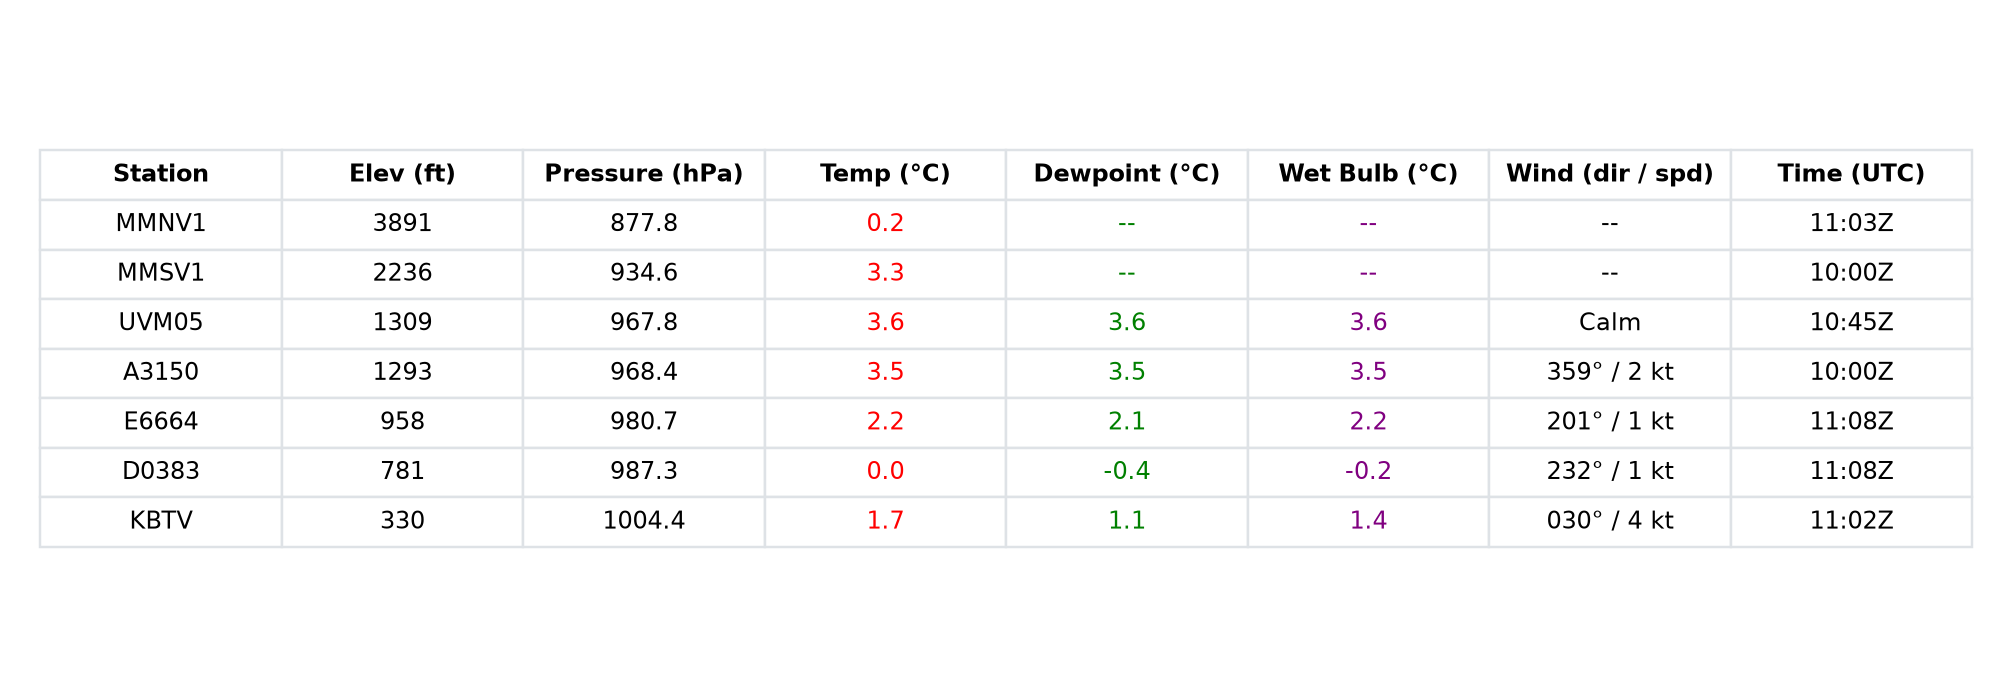 Station Elev (ft) Pressure (hPa) Temp (°C) Dewpoint (°C) Wet Bulb (°C) Wind (dir / spd) Time (UTC)
MMNV1 3891 877.8 0.2 -- -- -- 11:03Z
MMSV1 2236 934.6 3.3 -- -- -- 10:00Z
UVM05 1309 967.8 3.6 3.6 3.6 Calm 10:45Z
A3150 1293 968.4 3.5 3.5 3.5 359° / 2 kt 10:00Z
E6664 958 980.7 2.2 2.1 2.2 201° / 1 kt 11:08Z
D0383 781 987.3 0.0 -0.4 -0.2 232° / 1 kt 11:08Z
KBTV 330 1004.4 1.7 1.1 1.4 030° / 4 kt 11:02Z